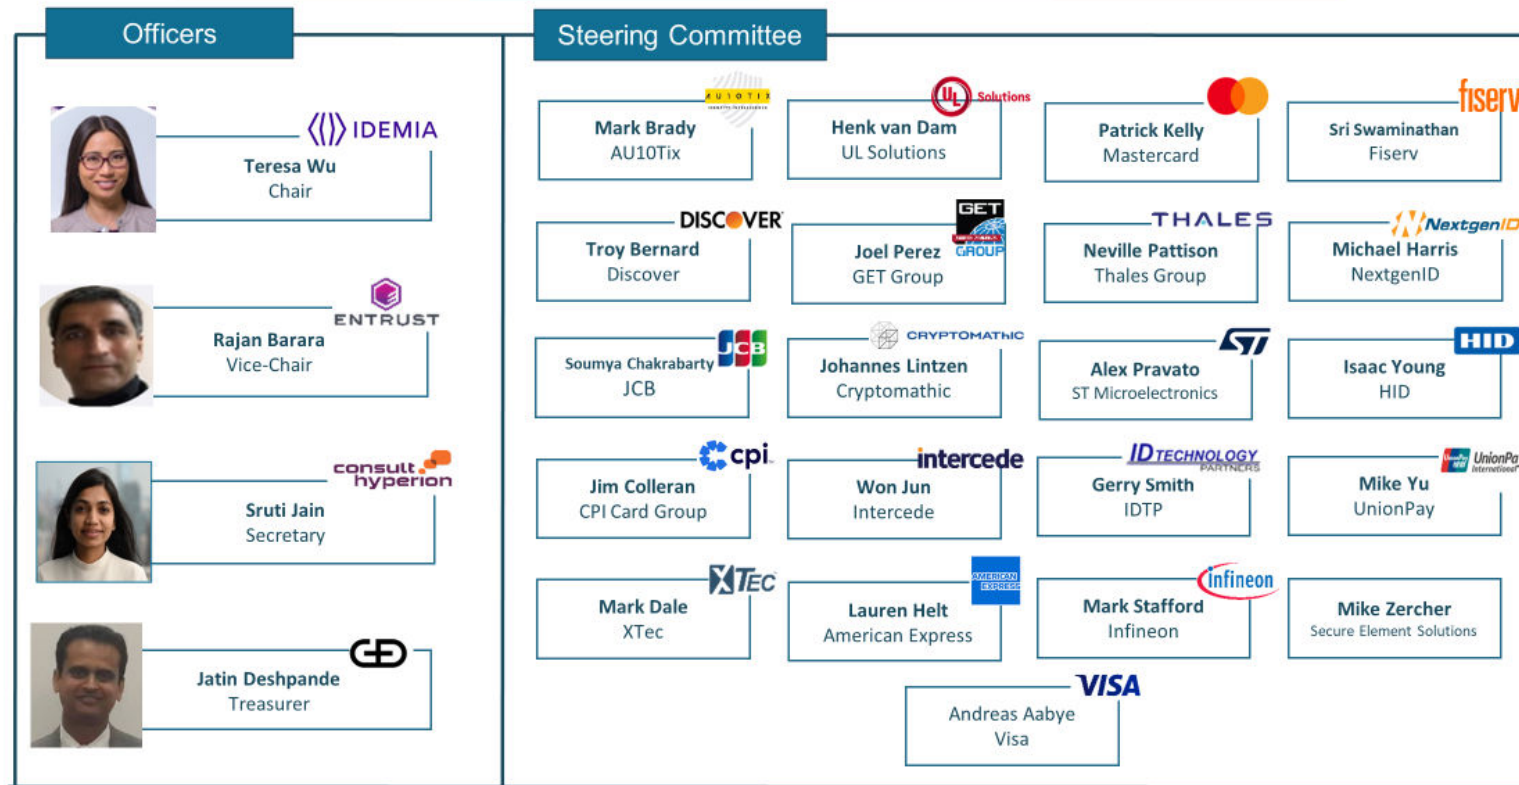 Officers
Steering Committee
IDEMIA
Teresa Wu
Chair
ENTRUST
Rajan Barara
Vice-Chair
consult
hyperion
Sruti Jain
Secretary
Jatin Deshpande
Treasurer
AU10TIX
Mark Brady
AU10Tix
UL Solutions
Henk van Dam
UL Solutions
Patrick Kelly
Mastercard
fiserv
Sri Swaminathan
Fiserv
DISCOVER
Troy Bernard
Discover
GET
GROUP
Joel Perez
GET Group
THALES
Neville Pattison
Thales Group
NextgenID
Michael Harris
NextgenID
JCB
Soumya Chakrabarty
JCB
CRYPTOMATHIC
Johannes Lintzen
Cryptomathic
ST
Alex Pravato
ST Microelectronics
HID
Isaac Young
HID
cpi
Jim Colleran
CPI Card Group
intercede
Won Jun
Intercede
ID TECHNOLOGY
PARTNERS
Gerry Smith
IDTP
UnionPay
International
Mike Yu
UnionPay
XTEC
Mark Dale
XTec
AMERICAN
EXPRESS
Lauren Helt
American Express
infineon
Mark Stafford
Infineon
Mike Zercher
Secure Element Solutions
VISA
Andreas Aabye
Visa